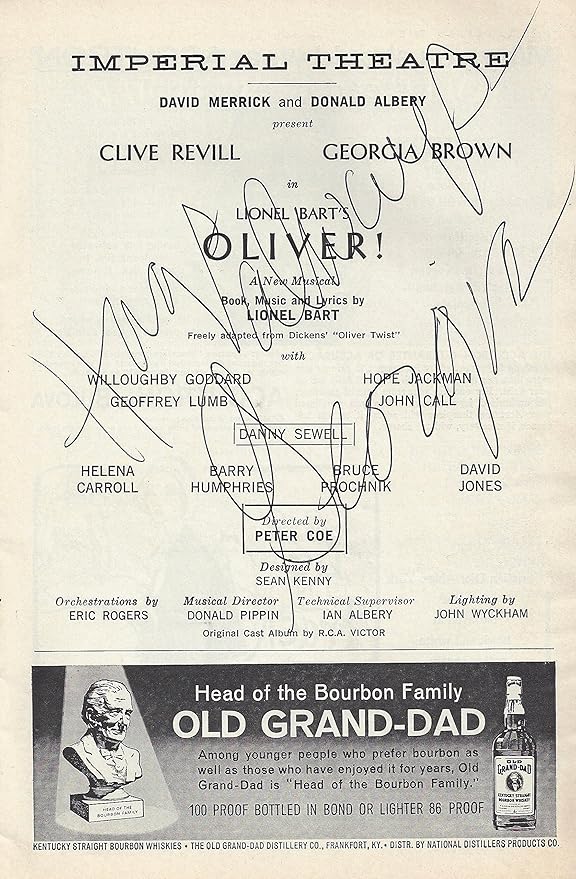 IMPERIAL THEATRE
DAVID MERRICK and DONALD ALBERY
present
CLIVE REVILL GEORGIA BROWN
in
LIONEL BART'S
OLIVER!
A New Musical
Book, Music and Lyrics by
LIONEL BART
Freely adapted from Dickens' "Oliver Twist"
with
WILLOUGHBY GODDARD HOPE JACKMAN
GEOFFREY LUMB JOHN CALL
DANNY SEWELL
HELENA BARRY BRUCE DAVID
CARROLL HUMPHRIES PROCHNIK JONES
Directed by
PETER COE
Designed by
SEAN KENNY
Orchestrations by Musical Director Technical Supervisor Lighting by
ERIC ROGERS DONALD PIPPIN IAN ALBERY JOHN WYCKHAM
Original Cast Album by R.C.A. VICTOR
Head of the Bourbon Family
OLD GRAND-DAD
Among younger people who prefer bourbon as
well as those who have enjoyed it for years, Old
Grand-Dad is "Head of the Bourbon Family."
100 PROOF BOTTLED IN BOND OR LIGHTER 86 PROOF
HEAD OF THE
BOURBON FAMILY
OLD
GRAND-DAD
KENTUCKY STRAIGHT
BOURBON WHISKEY
KENTUCKY STRAIGHT BOURBON WHISKIES • THE OLD GRAND-DAD DISTILLERY CO., FRANKFORT, KY. • DISTR. BY NATIONAL DISTILLERS PRODUCTS CO.